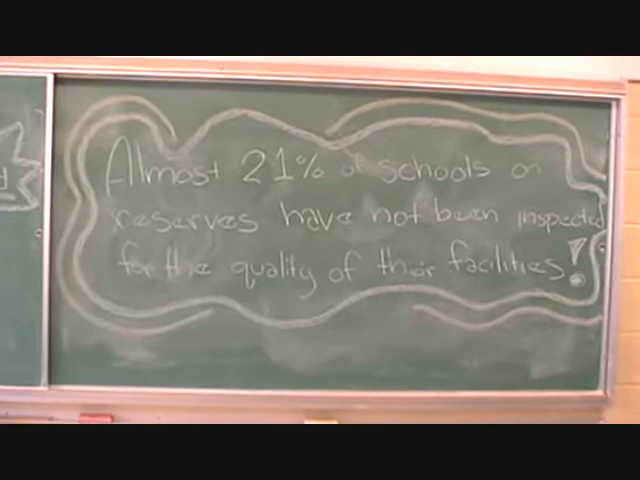 Almost 21% of schools on
reserves have not been inspected
for the quality of their facilities!